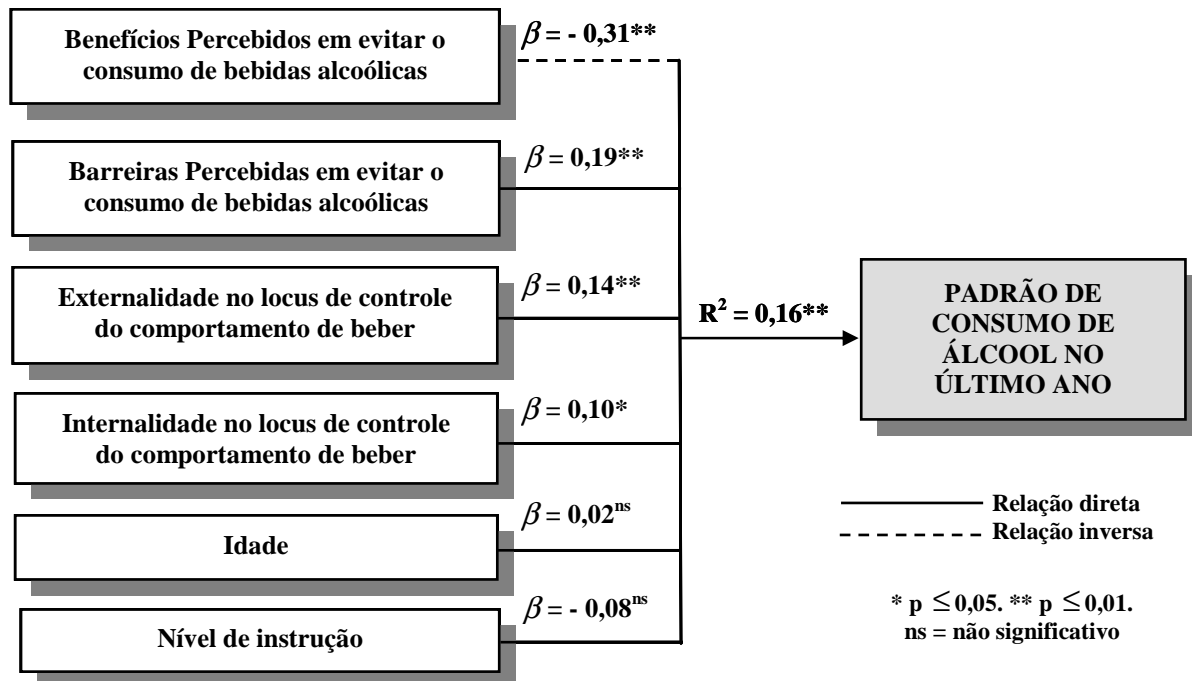 Benefícios Percebidos em evitar o
consumo de bebidas alcoólicas
β = - 0,31**
Barreiras Percebidas em evitar o
consumo de bebidas alcoólicas
β = 0,19**
Externalidade no locus de controle
do comportamento de beber
β = 0,14**
Internalidade no locus de controle
do comportamento de beber
β = 0,10*
Idade
β = 0,02ns
Nível de instrução
β = - 0,08ns
R² = 0,16**
PADRÃO DE
CONSUMO DE
ÁLCOOL NO
ÚLTIMO ANO
Relação direta
Relação inversa
* p ≤ 0,05. ** p ≤ 0,01.
ns = não significativo